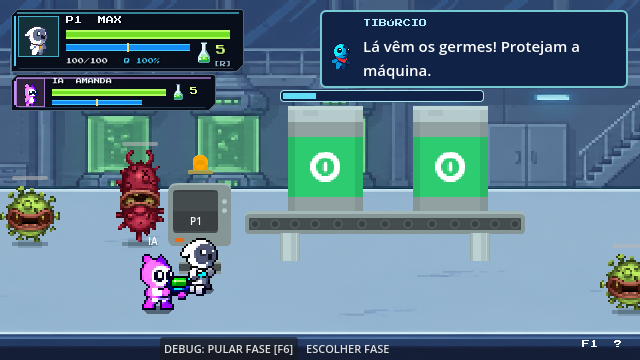 P1 MAX
5
100/100 Q 100% [R]
IA AMANDA
5
TIBúRCIO
Lá vêm os germes! Protejam a
máquina.
P1
IA
DEBUG: PULAR FASE [F6] ESCOLHER FASE
F1 ?